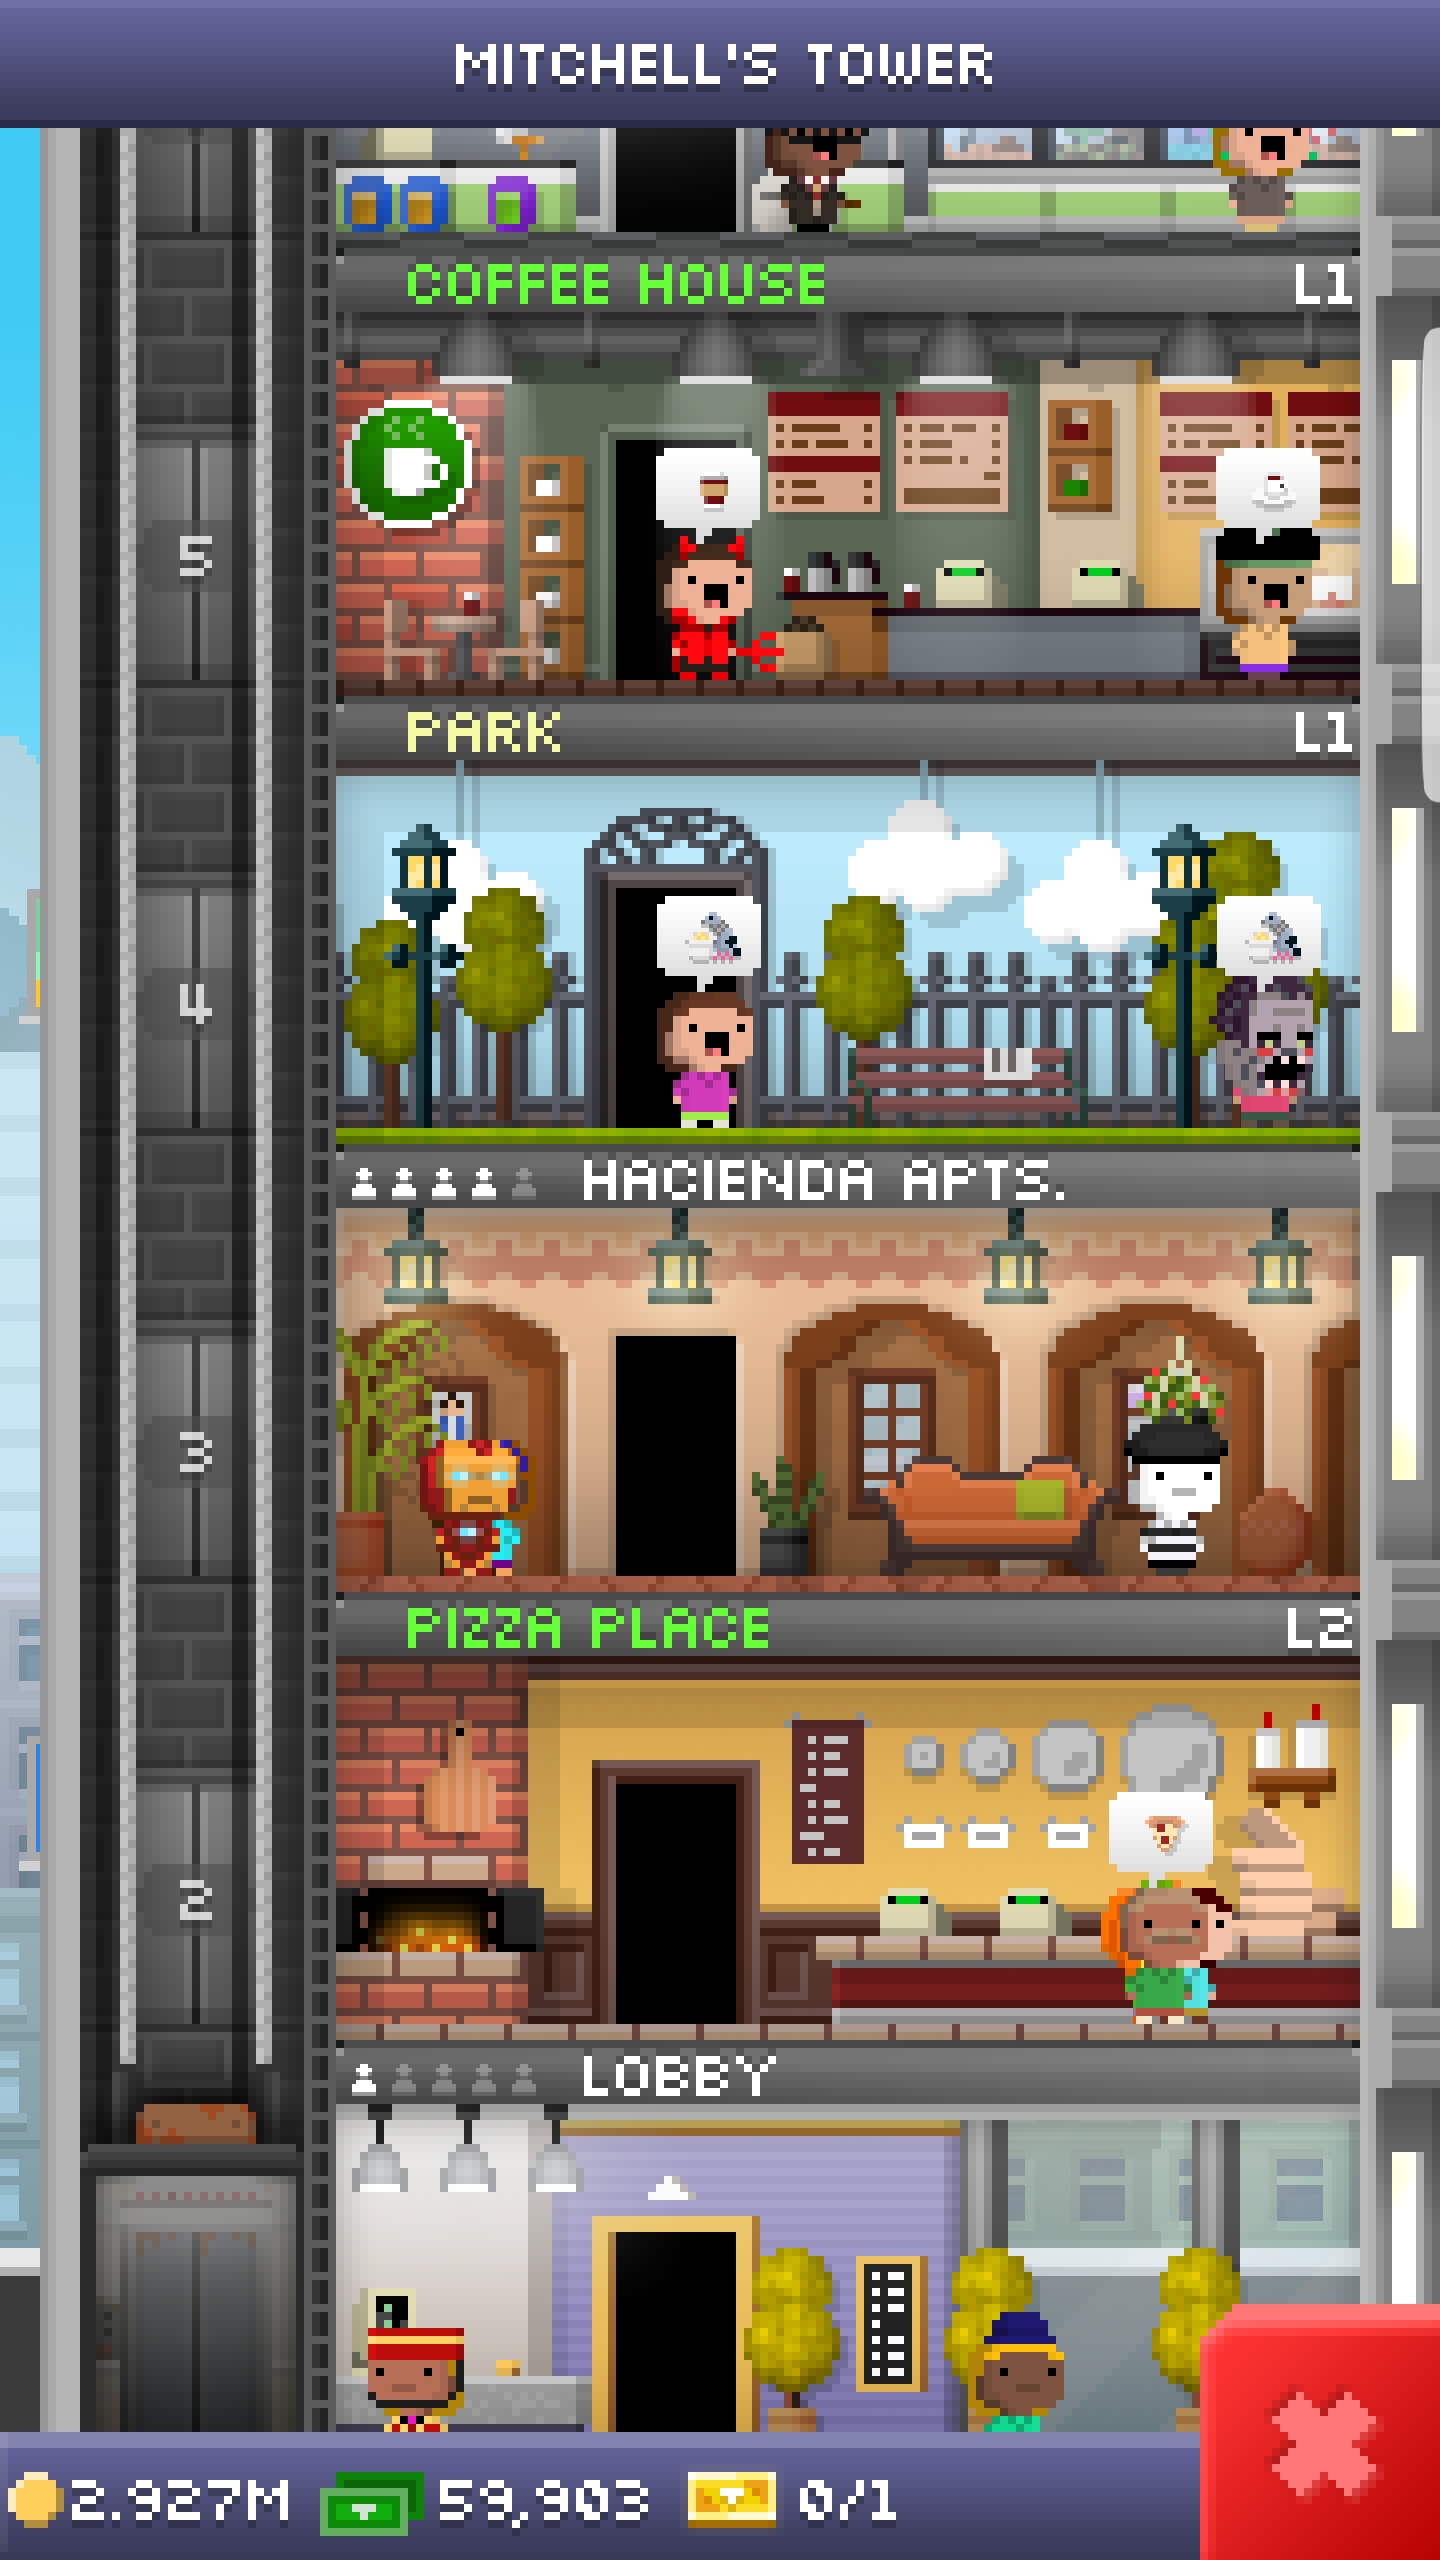 MITCHELL'S TOWER
COFFEE HOUSE L1
5
PARK L1
4
HACIENDA APTS.
3
PIZZA PLACE L2
2
LOBBY
2.927M 59,903 0/1